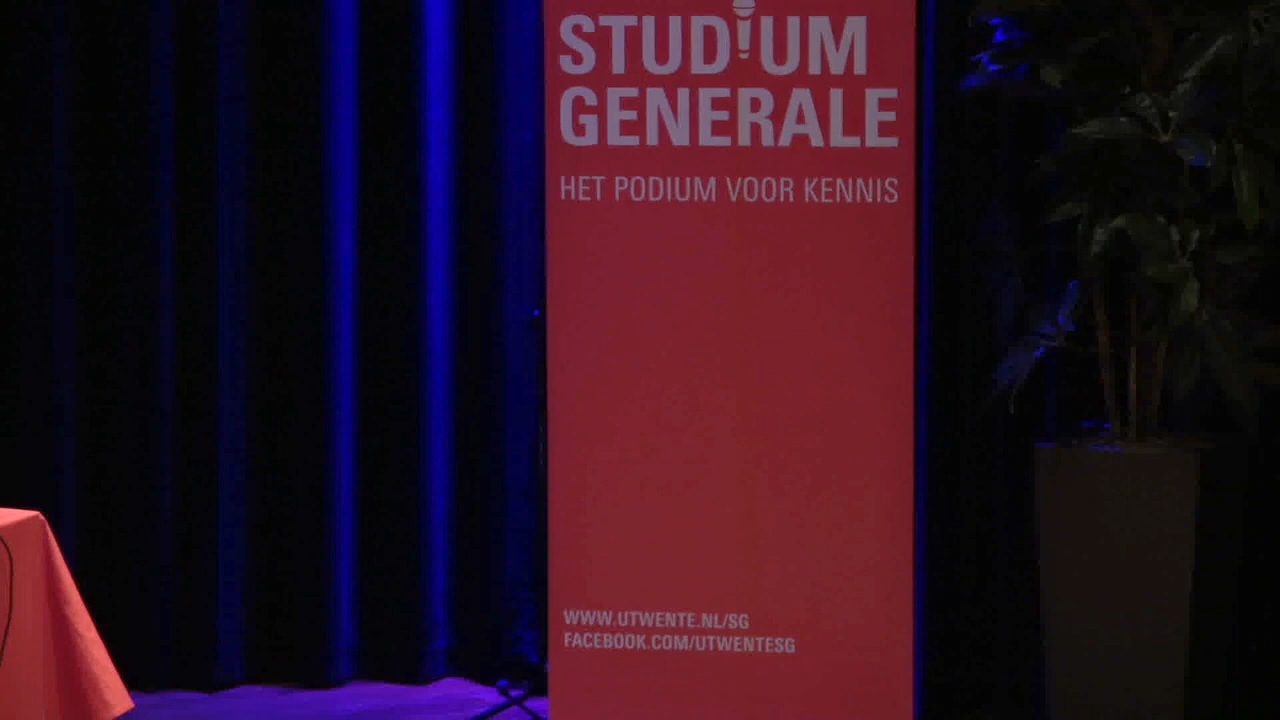 STUDIUM
GENERALE
HET PODIUM VOOR KENNIS
WWW.UTWENTE.NL/SG
FACEBOOK.COM/UTWENTESG